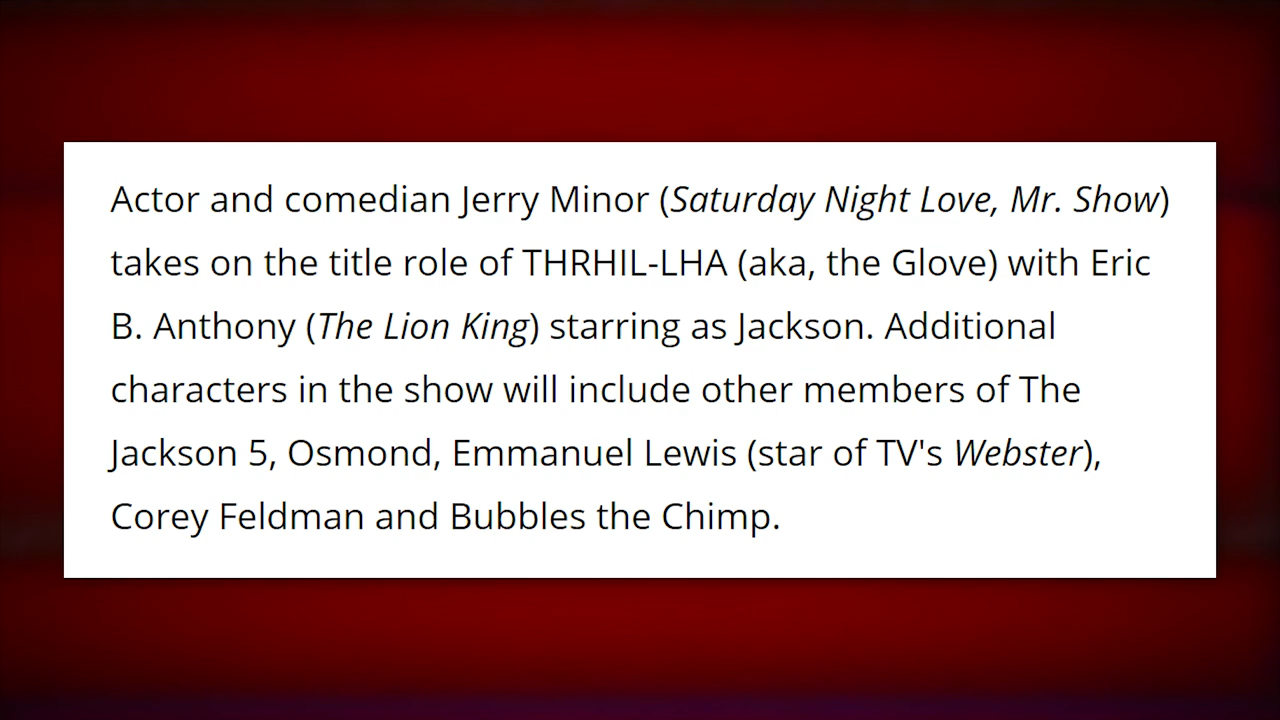 Actor and comedian Jerry Minor (Saturday Night Love, Mr. Show)
takes on the title role of THRHIL-LHA (aka, the Glove) with Eric
B. Anthony (The Lion King) starring as Jackson. Additional
characters in the show will include other members of The
Jackson 5, Osmond, Emmanuel Lewis (star of TV's Webster),
Corey Feldman and Bubbles the Chimp.